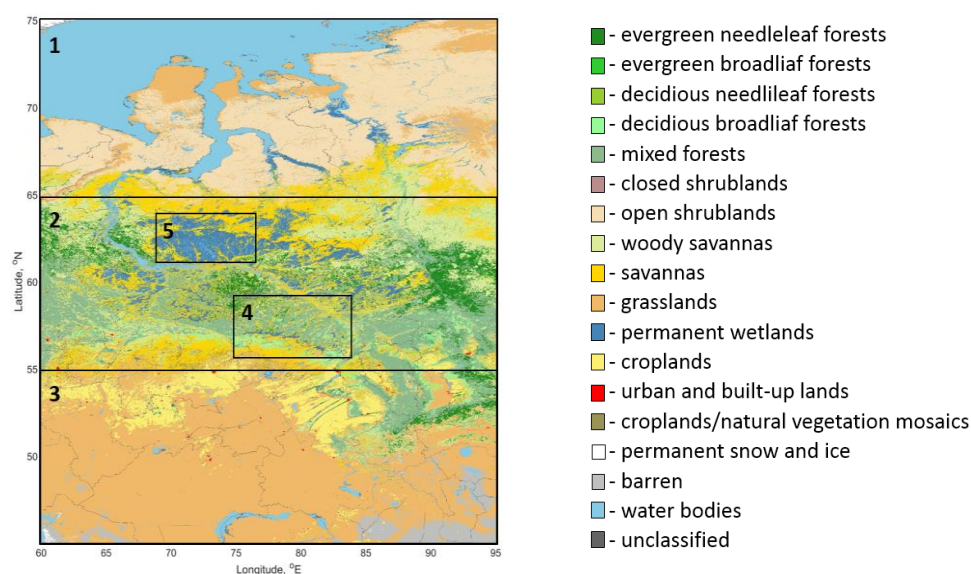 75
1
70
65
2
5
60
4
55
3
50
45
60 65 70 75 80 85 90 95
Latitude, °N
Longitude, °E
- evergreen needleleaf forests
- evergreen broadliaf forests
- decidious needlileaf forests
- decidious broadliaf forests
- mixed forests
- closed shrublands
- open shrublands
- woody savannas
- savannas
- grasslands
- permanent wetlands
- croplands
- urban and built-up lands
- croplands/natural vegetation mosaics
- permanent snow and ice
- barren
- water bodies
- unclassified